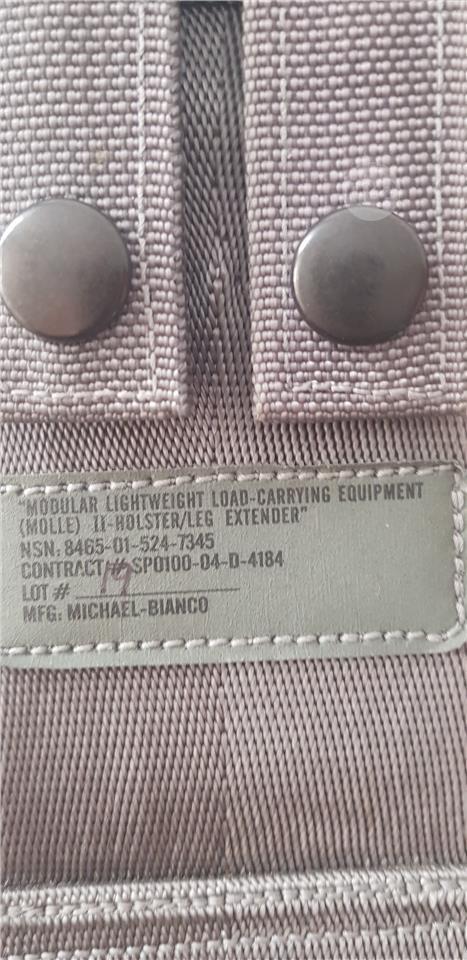 "MODULAR LIGHTWEIGHT LOAD-CARRYING EQUIPMENT
(MOLLE) II-HOLSTER/LEG EXTENDER"
NSN: 8465-01-524-7345
CONTRACT # SP0100-04-D-4184
LOT # 19
MFG: MICHAEL-BIANCO